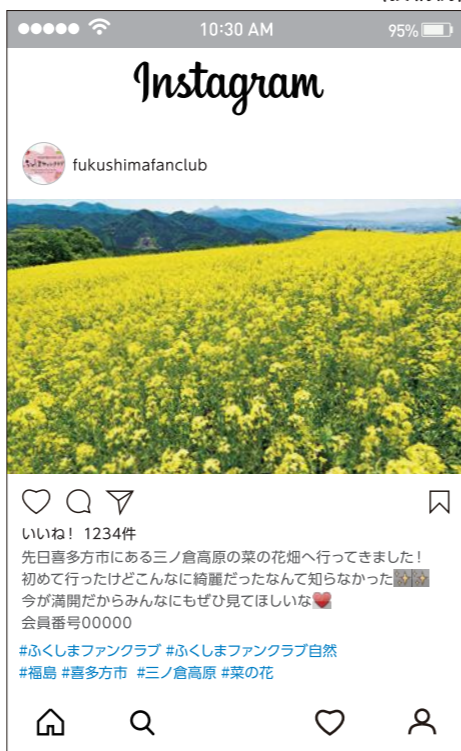 10:30 AM
95%
Instagram
fukushimafanclub
いいね！ 1234件
先日喜多方市にある三ノ倉高原の菜の花畑へ行ってきました！
初めて行ったけどこんなに綺麗だったなんて知らなかった✨✨
今が満開だからみんなにもぜひ見てほしいな❤
会員番号00000
#ふくしまファンクラブ #ふくしまファンクラブ自然
#福島 #喜多方市 #三ノ倉高原 #菜の花